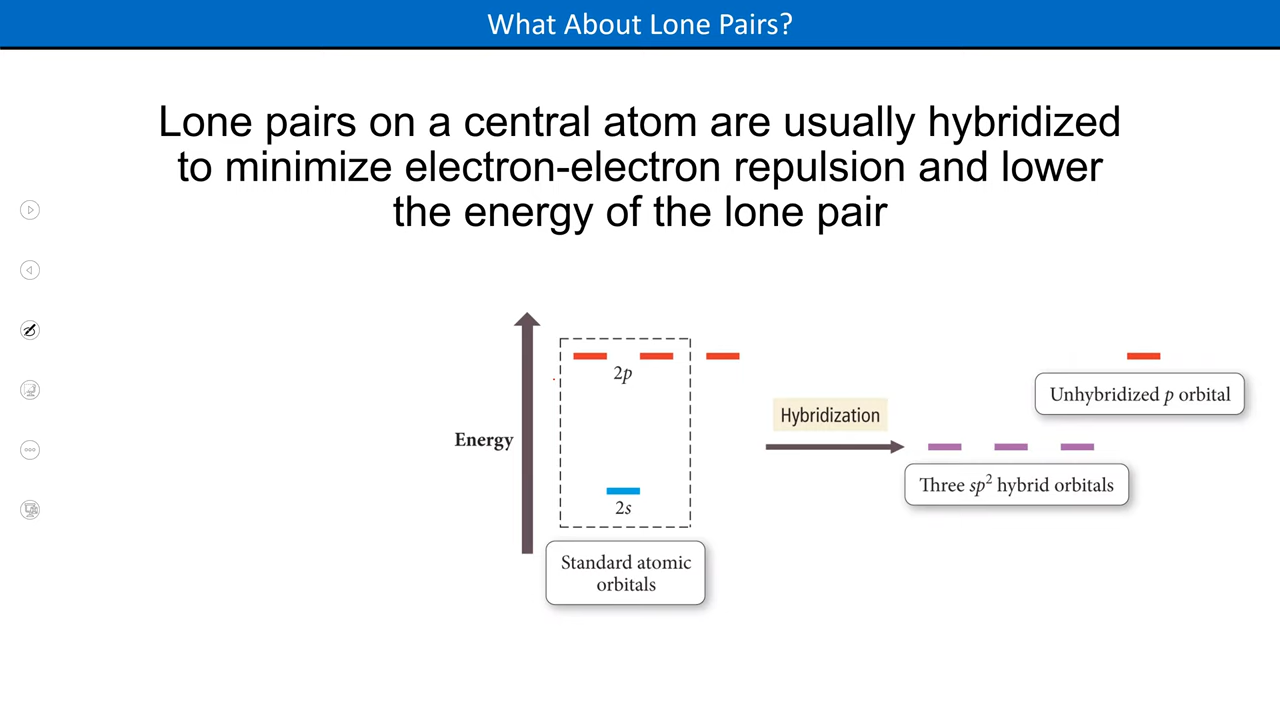 What About Lone Pairs?
Lone pairs on a central atom are usually hybridized
to minimize electron-electron repulsion and lower
the energy of the lone pair
2p
Unhybridized p orbital
Hybridization
Energy
Three sp² hybrid orbitals
2s
Standard atomic
orbitals